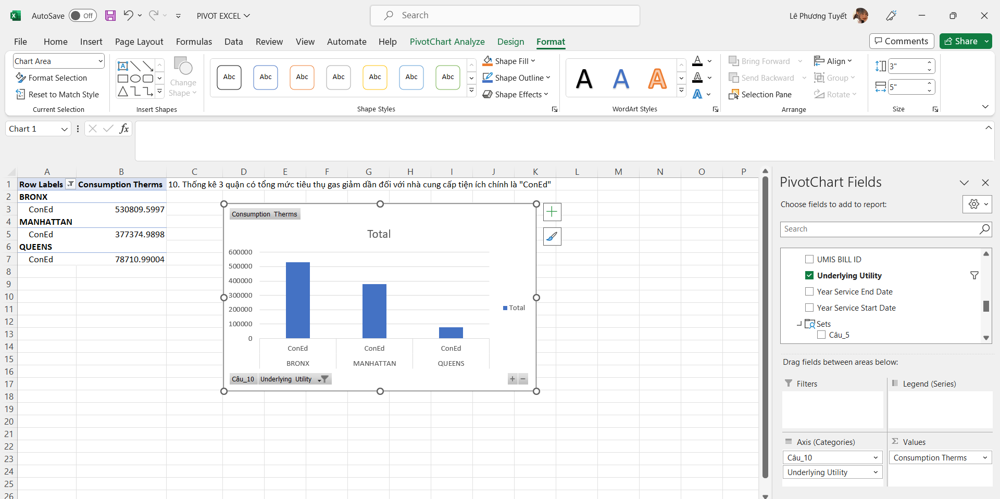 AutoSave Off PIVOT EXCEL Search Lê Phương Tuyết
File Home Insert Page Layout Formulas Data Review View Automate Help PivotChart Analyze Design Format Comments Share
Chart Area
Format Selection
Reset to Match Style
Current Selection
Change
Shape
Insert Shapes
Abc Abc Abc Abc Abc Abc Abc
Shape Fill
Shape Outline
Shape Effects
Shape Styles
A A A
A
A
A
WordArt Styles
Bring Forward
Send Backward
Selection Pane
Align
Group
Rotate
Arrange
3"
5"
Size
Chart 1 fx
A B C D E F G H I J K L M N O P
1 Row Labels Consumption Therms 10. Thống kê 3 quận có tổng mức tiêu thụ gas giảm dần đối với nhà cung cấp tiện ích chính là "ConEd"
2 BRONX
3 ConEd 530809.5997
4 MANHATTAN
5 ConEd 377374.9898
6 QUEENS
7 ConEd 78710.99004
8
9
10
11
12
13
14
15
16
17
18
19
20
21
22
23
24
25
26
Consumption Therms
Total
600000
500000
400000
300000
200000
100000
0
ConEd ConEd ConEd
BRONX MANHATTAN QUEENS
Total
Câu_10 Underlying Utility
PivotChart Fields
Choose fields to add to report:
Search
UMIS BILL ID
Underlying Utility
Year Service End Date
Year Service Start Date
Sets
Câu_5
Drag fields between areas below:
Filters
Legend (Series)
Axis (Categories)
Câu_10
Underlying Utility
Values
Consumption Therms